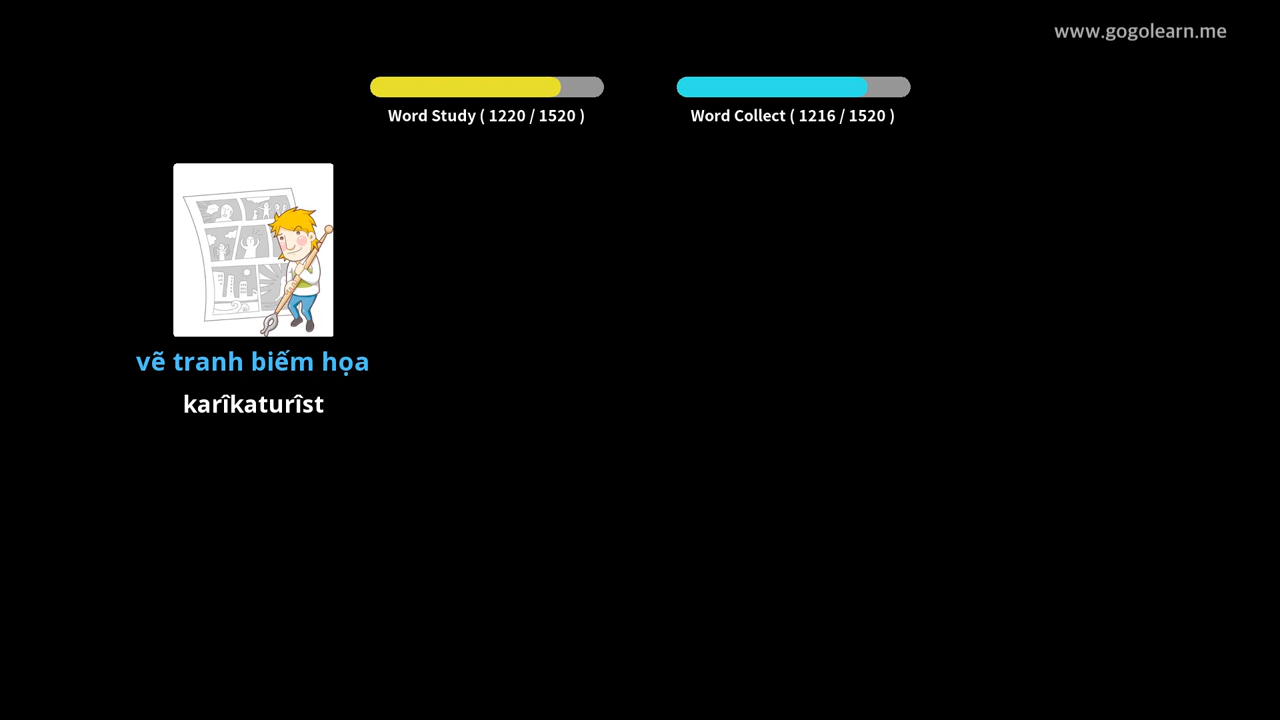 www.gogolearn.me
Word Study ( 1220 / 1520 )
Word Collect ( 1216 / 1520 )
vẽ tranh biếm họa
karîkaturîst